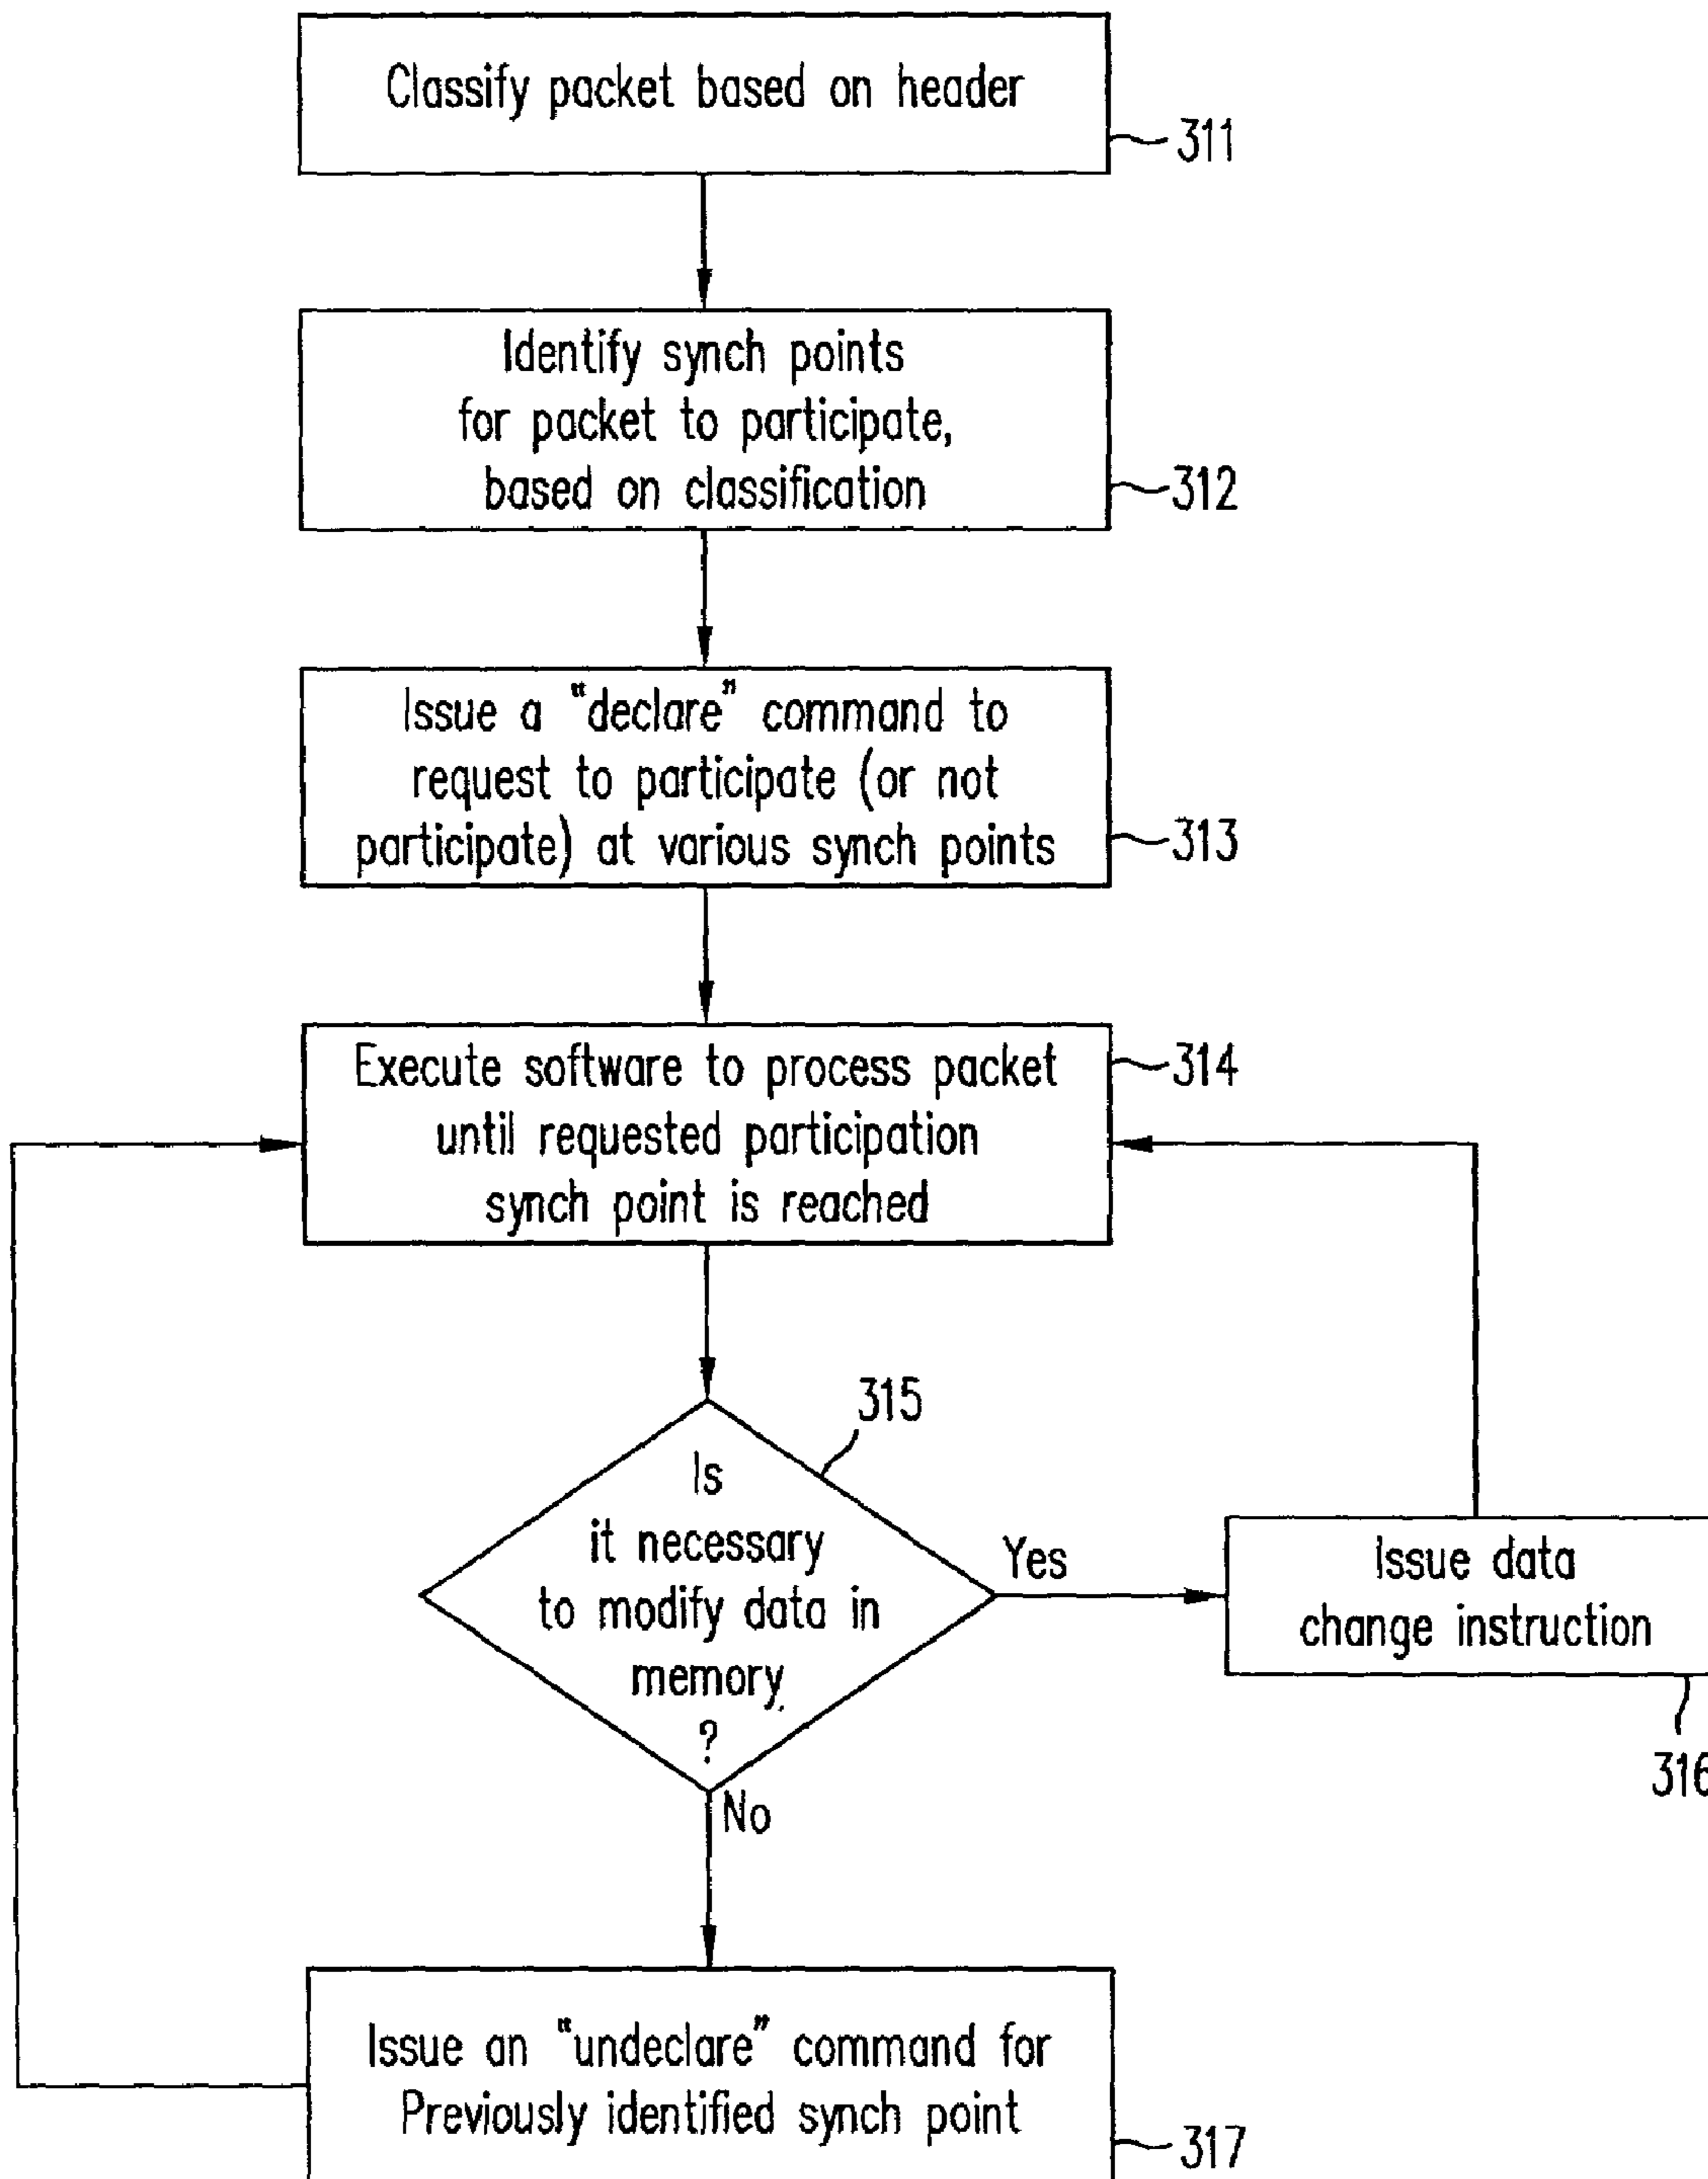 Classify packet based on header
311
Identify synch points
for packet to participate,
based on classification
312
Issue a "declare" command to
request to participate (or not
participate) at various synch points
313
Execute software to process packet
until requested participation
synch point is reached
314
315
Is
it necessary
to modify data in
memory
?
Yes
Issue data
change instruction
316
No
Issue an "undeclare" command for
Previously identified synch point
317